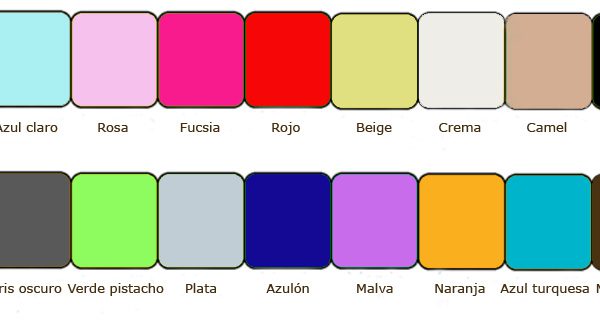 Azul claro Rosa Fucsia Rojo Beige Crema Camel
ris oscuro Verde pistacho Plata Azulón Malva Naranja Azul turquesa